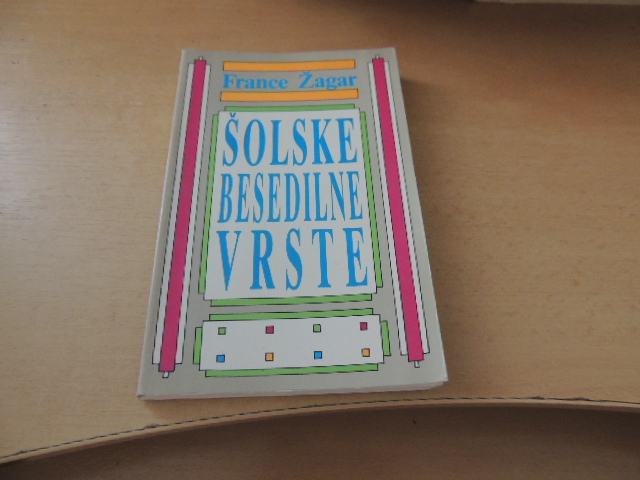 France Žagar
ŠOLSKE
BESEDILNE
VRSTE